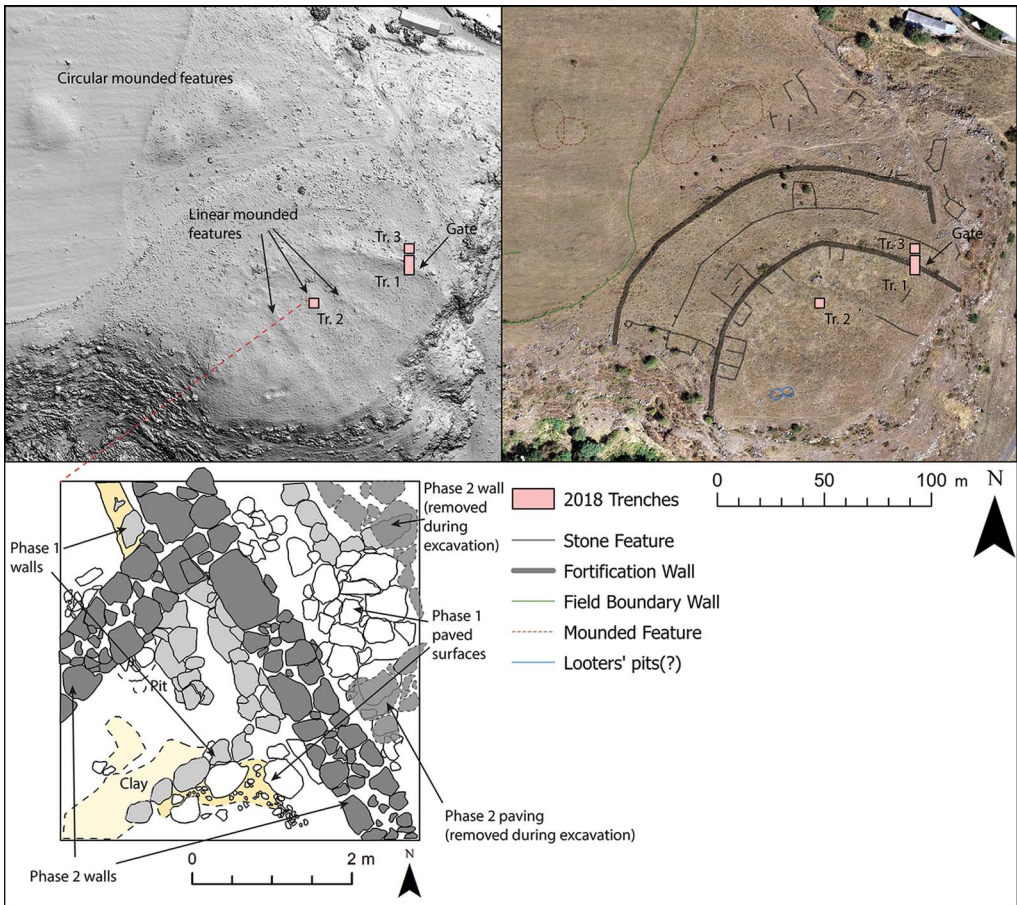 Circular mounded features
Linear mounded
features
Tr. 3
Gate
Tr. 1
Tr. 2
Tr. 3
Gate
Tr. 1
Tr. 2
Phase 1
walls
Pit
Clay
Phase 2 walls
Phase 2 wall
(removed
during
excavation)
Phase 1
paved
surfaces
Phase 2 paving
(removed during excavation)
0 2 m
N
0 50 100 m
N
2018 Trenches
Stone Feature
Fortification Wall
Field Boundary Wall
Mounded Feature
Looters' pits(?)